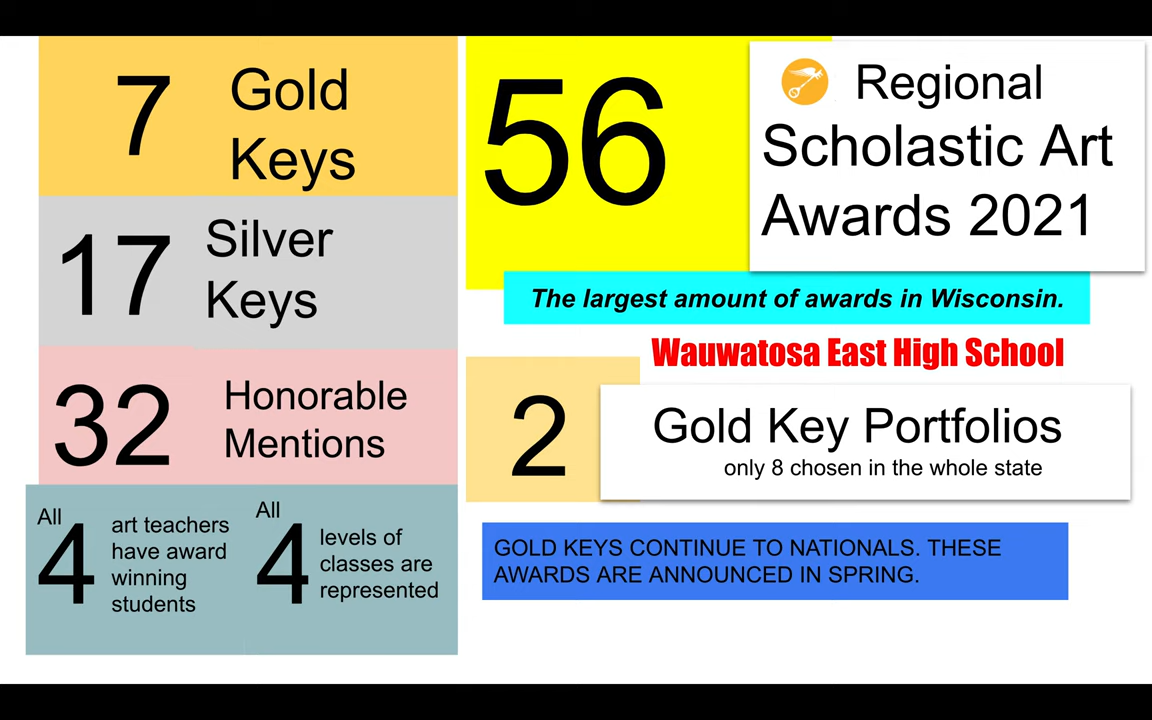 7 Gold
Keys
17 Silver
Keys
32 Honorable
Mentions
All
4 art teachers
have award
winning
students
All
4 levels of
classes are
represented
56
Regional
Scholastic Art
Awards 2021
The largest amount of awards in Wisconsin.
Wauwatosa East High School
2 Gold Key Portfolios
only 8 chosen in the whole state
GOLD KEYS CONTINUE TO NATIONALS. THESE
AWARDS ARE ANNOUNCED IN SPRING.